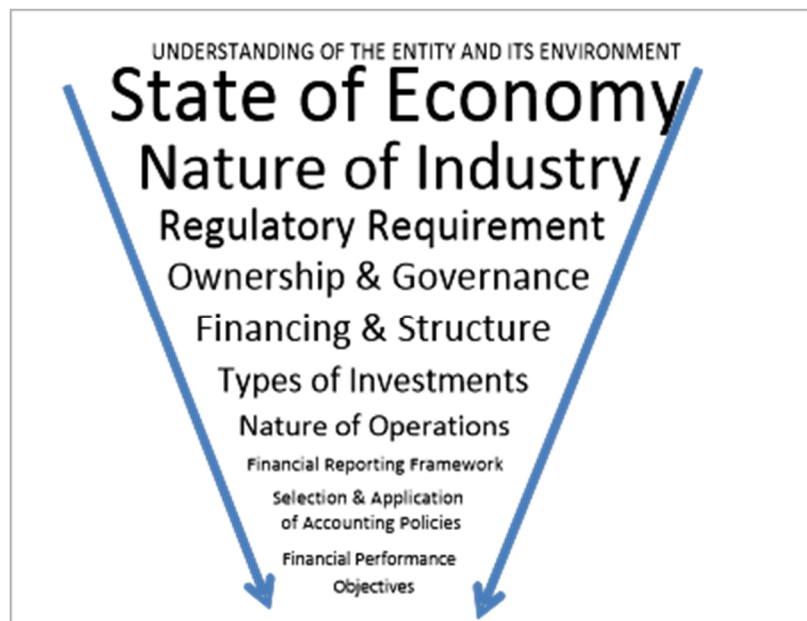 UNDERSTANDING OF THE ENTITY AND ITS ENVIRONMENT
State of Economy
Nature of Industry
Regulatory Requirement
Ownership & Governance
Financing & Structure
Types of Investments
Nature of Operations
Financial Reporting Framework
Selection & Application
of Accounting Policies
Financial Performance
Objectives